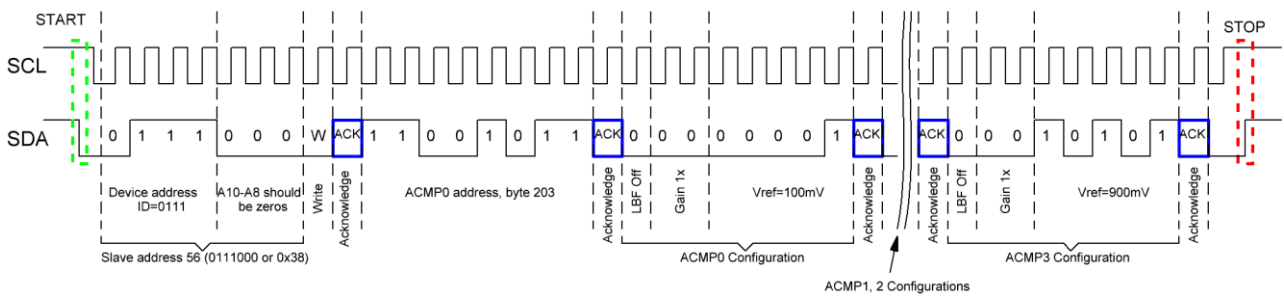 START
STOP
SCL
SDA
0 1 1 1 0 0 0 W ACK 1 1 0 0 1 0 1 1 ACK 0 0 0 0 0 0 0 1 ACK ACK 0 0 0 1 0 1 0 1 ACK
Device address
ID=0111
A10-A8 should
be zeros
Write
Acknowledge
ACMP0 address, byte 203
Acknowledge
LBF Off
Gain 1x
Vref=100mV
Acknowledge
Acknowledge
LBF Off
Gain 1x
Vref=900mV
Acknowledge
Slave address 56 (0111000 or 0x38)
ACMP0 Configuration
ACMP3 Configuration
ACMP1, 2 Configurations